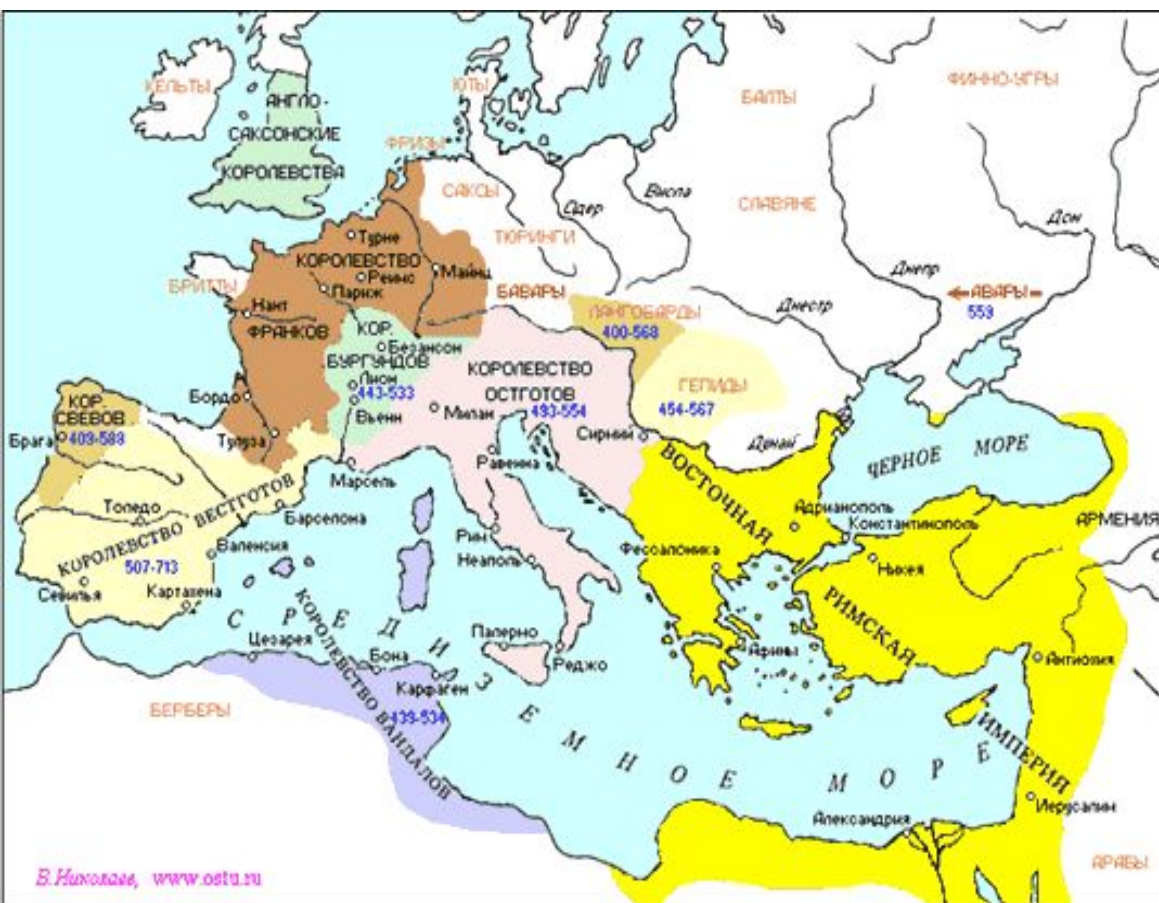 КЕЛЬТЫ
АНГЛО-
САКСОНСКИЕ
КОРОЛЕВСТВА
ЮТЫ
ФРИЗЫ
САКСЫ
ТЮРИНГИ
БАЛТЫ
ФИННО-УГРЫ
СЛАВЯНЕ
Одер
Висла
Дон
Днепр
Днестр
АВАРЫ
БРИТТЫ
Турне
КОРОЛЕВСТВО
Реймс
Майнц
Париж
Нант
ФРАНКОВ
БАВАРЫ
ЛАНГОБАРДЫ
400-568
КОР.
Безансон
БУРГУНДОВ
Лион
443-533
Вьенн
КОРОЛЕВСТВО
ОСТГОТОВ
493-554
Милан
ГЕПИДЫ
454-567
Сирмий
Дунай
Бордо
Тулуза
КОР.
СВЕВОВ
Брага
Равенна
Марсель
ЧЕРНОЕ МОРЕ
ВОСТОЧНАЯ
РИМСКАЯ
ИМПЕРИЯ
Адрианополь
Константинополь
АРМЕНИЯ
Толедо
Барселона
КОРОЛЕВСТВО ВЕСТГОТОВ
507-713
Валенсия
Севилья
Картахена
Рим
Неаполь
Фессалоника
Никея
СРЕДИЗЕМНОЕ МОРЕ
Цезарея
Бона
Карфаген
КОРОЛЕВСТВО ВАНДАЛОВ
439-534
Палермо
Реджо
Афины
Антиохия
БЕРБЕРЫ
Александрия
Иерусалим
АРАБЫ
В.Николаев, www.ostu.ru